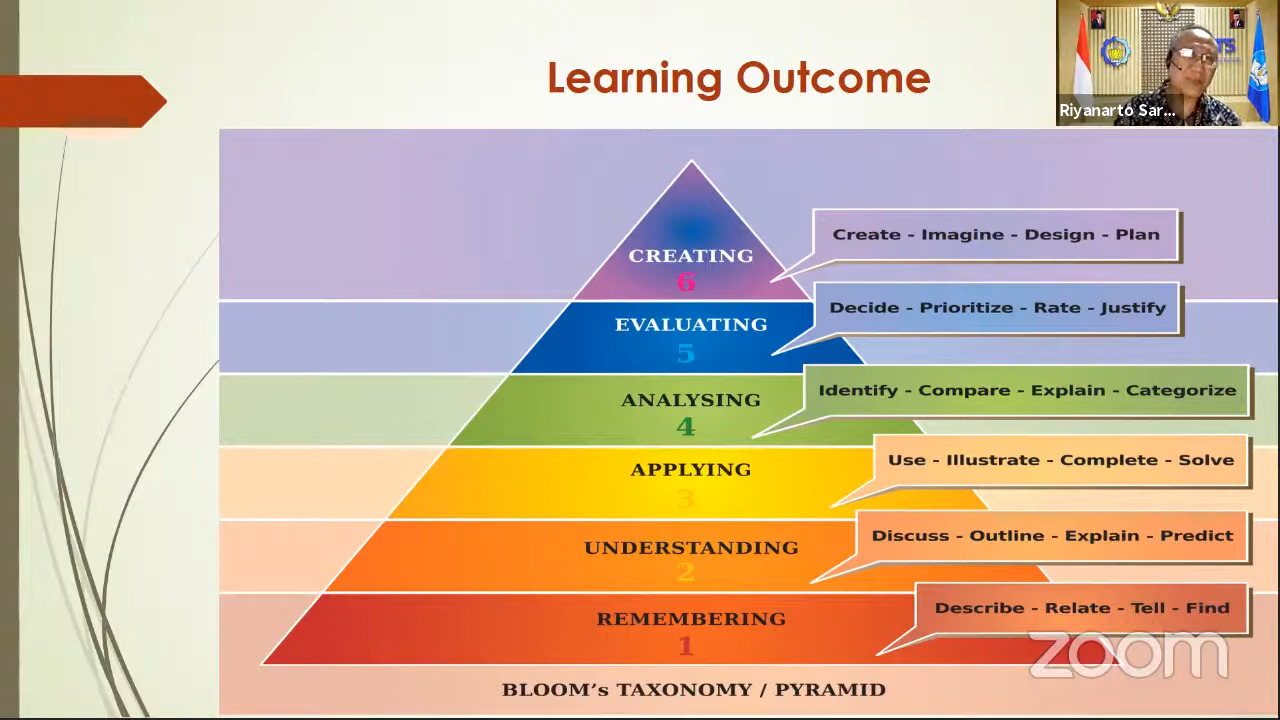 Learning Outcome
Riyanarto Sar...
CREATING
6
Create - Imagine - Design - Plan
EVALUATING
5
Decide - Prioritize - Rate - Justify
ANALYSING
4
Identify - Compare - Explain - Categorize
APPLYING
3
Use - Illustrate - Complete - Solve
UNDERSTANDING
2
Discuss - Outline - Explain - Predict
REMEMBERING
1
Describe - Relate - Tell - Find
zoom
BLOOM's TAXONOMY / PYRAMID